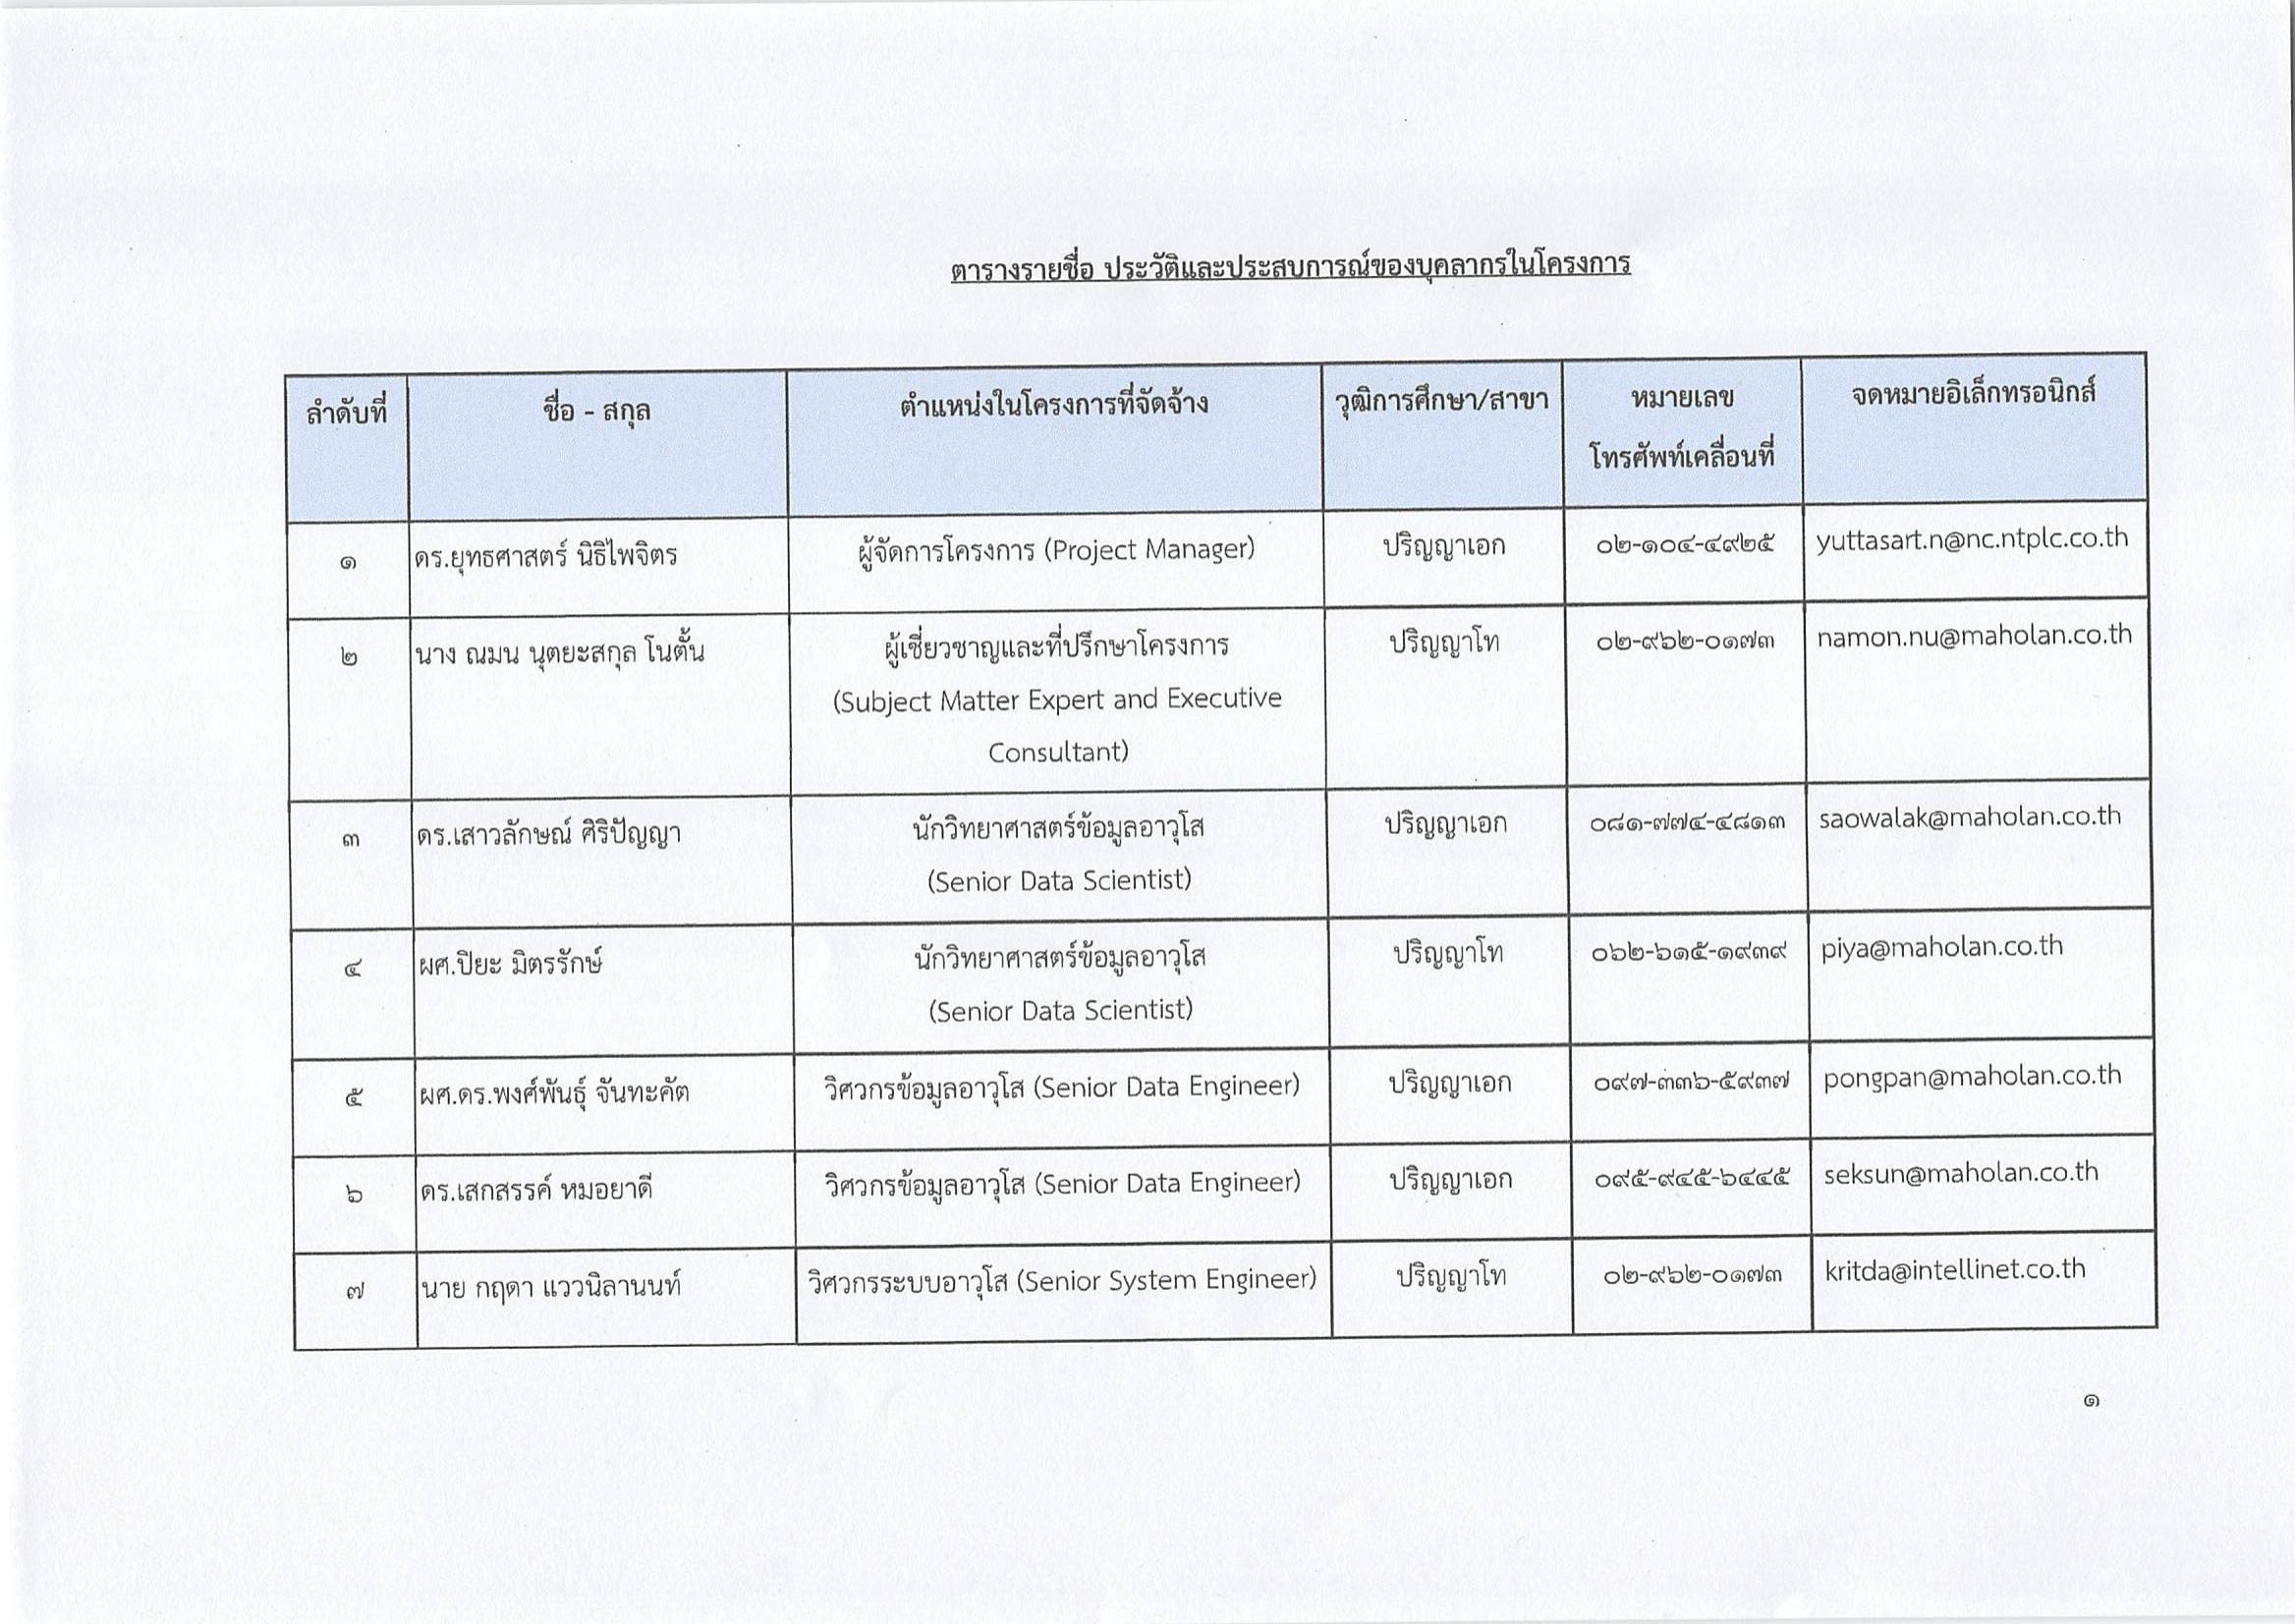 ตารางรายชื่อ ประวัติและประสบการณ์ของบุคลากรในโครงการ
ลำดับที่ ชื่อ - สกุล ตำแหน่งในโครงการที่จัดจ้าง วุฒิการศึกษา/สาขา หมายเลข จดหมายอิเล็กทรอนิกส์
โทรศัพท์เคลื่อนที่
๑ ดร.ยุทธศาสตร์ นิธิไพจิตร ผู้จัดการโครงการ (Project Manager) ปริญญาเอก ๐๒-๑๐๔-๔๙๒๕ yuttasart.n@nc.ntplc.co.th
๒ นาง ณมน นุตยะสกุล โนตั้น ผู้เชี่ยวชาญและที่ปรึกษาโครงการ ปริญญาโท ๐๒-๙๖๒-๐๑๗๓ namon.nu@maholan.co.th
(Subject Matter Expert and Executive
Consultant)
๓ ดร.เสาวลักษณ์ ศิริปัญญา นักวิทยาศาสตร์ข้อมูลอาวุโส ปริญญาเอก ๐๘๑-๗๗๔-๔๘๑๓ saowalak@maholan.co.th
(Senior Data Scientist)
๔ ผศ.ปิยะ มิตรรักษ์ นักวิทยาศาสตร์ข้อมูลอาวุโส ปริญญาโท ๐๖๒-๖๑๕-๑๙๓๙ piya@maholan.co.th
(Senior Data Scientist)
๕ ผศ.ดร.พงศ์พันธุ์ จันทะคัต วิศวกรข้อมูลอาวุโส (Senior Data Engineer) ปริญญาเอก ๐๙๗-๓๓๖-๕๙๓๗ pongpan@maholan.co.th
๖ ดร.เสกสรรค์ หมอยาดี วิศวกรข้อมูลอาวุโส (Senior Data Engineer) ปริญญาเอก ๐๙๕-๙๔๕-๖๔๔๕ seksun@maholan.co.th
๗ นาย กฤดา แววนิลานนท์ วิศวกรระบบอาวุโส (Senior System Engineer) ปริญญาโท ๐๒-๙๖๒-๐๑๗๓ kritda@intellinet.co.th
๑